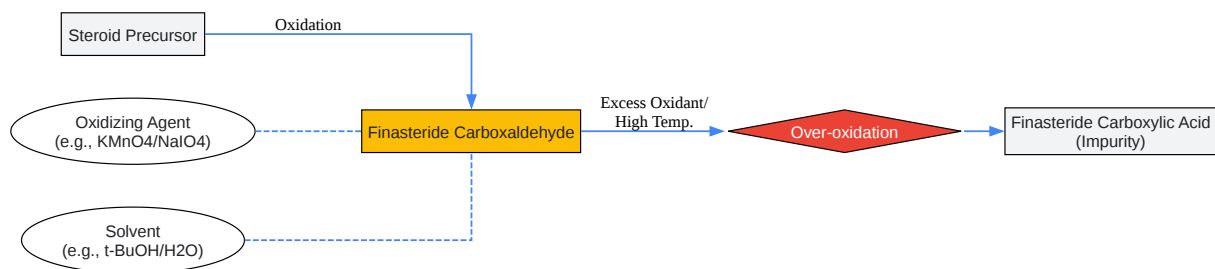 Steroid Precursor
Oxidation
Oxidizing Agent
(e.g., KMnO4/NaIO4)
Finasteride Carboxaldehyde
Excess Oxidant/
High Temp.
Over-oxidation
Finasteride Carboxylic Acid
(Impurity)
Solvent
(e.g., t-BuOH/H2O)